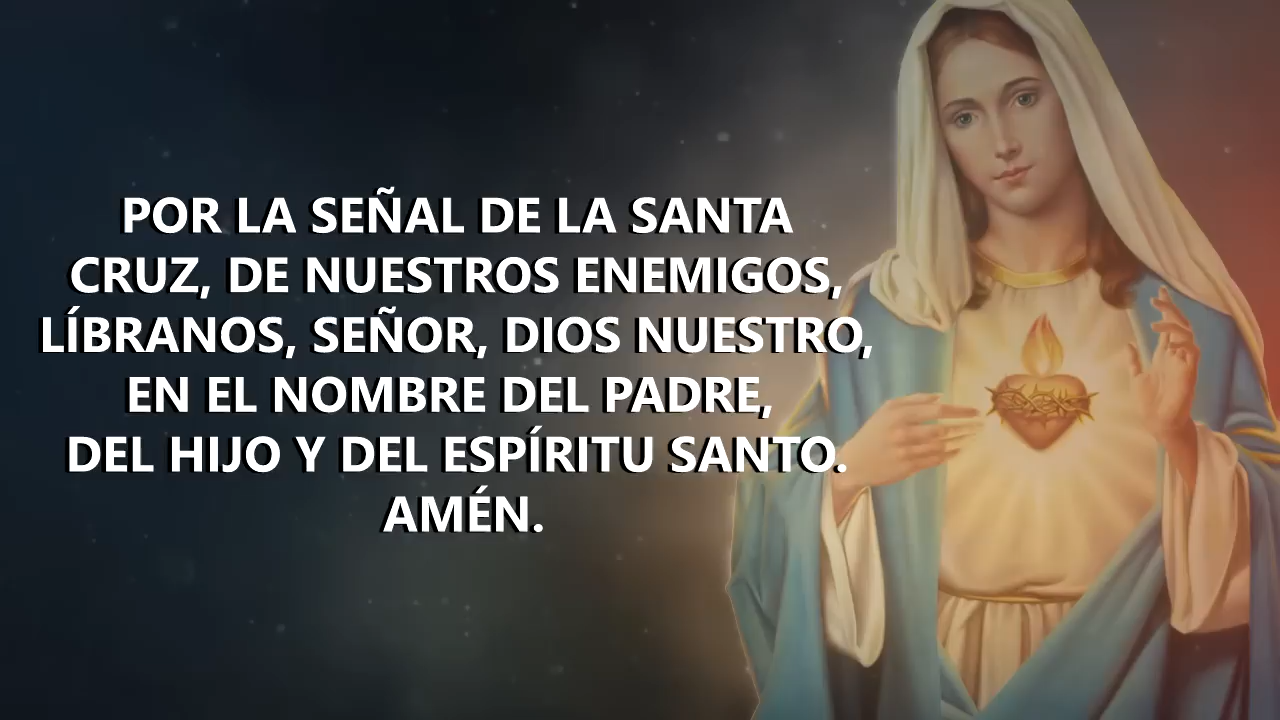 POR LA SEÑAL DE LA SANTA
CRUZ, DE NUESTROS ENEMIGOS,
LÍBRANOS, SEÑOR, DIOS NUESTRO,
EN EL NOMBRE DEL PADRE,
DEL HIJO Y DEL ESPÍRITU SANTO.
AMÉN.